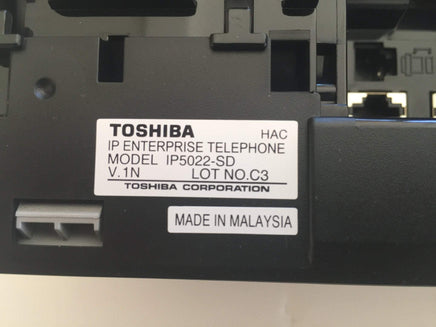 TOSHIBA HAC
IP ENTERPRISE TELEPHONE
MODEL IP5022-SD
V.1N LOT NO.C3
TOSHIBA CORPORATION
MADE IN MALAYSIA